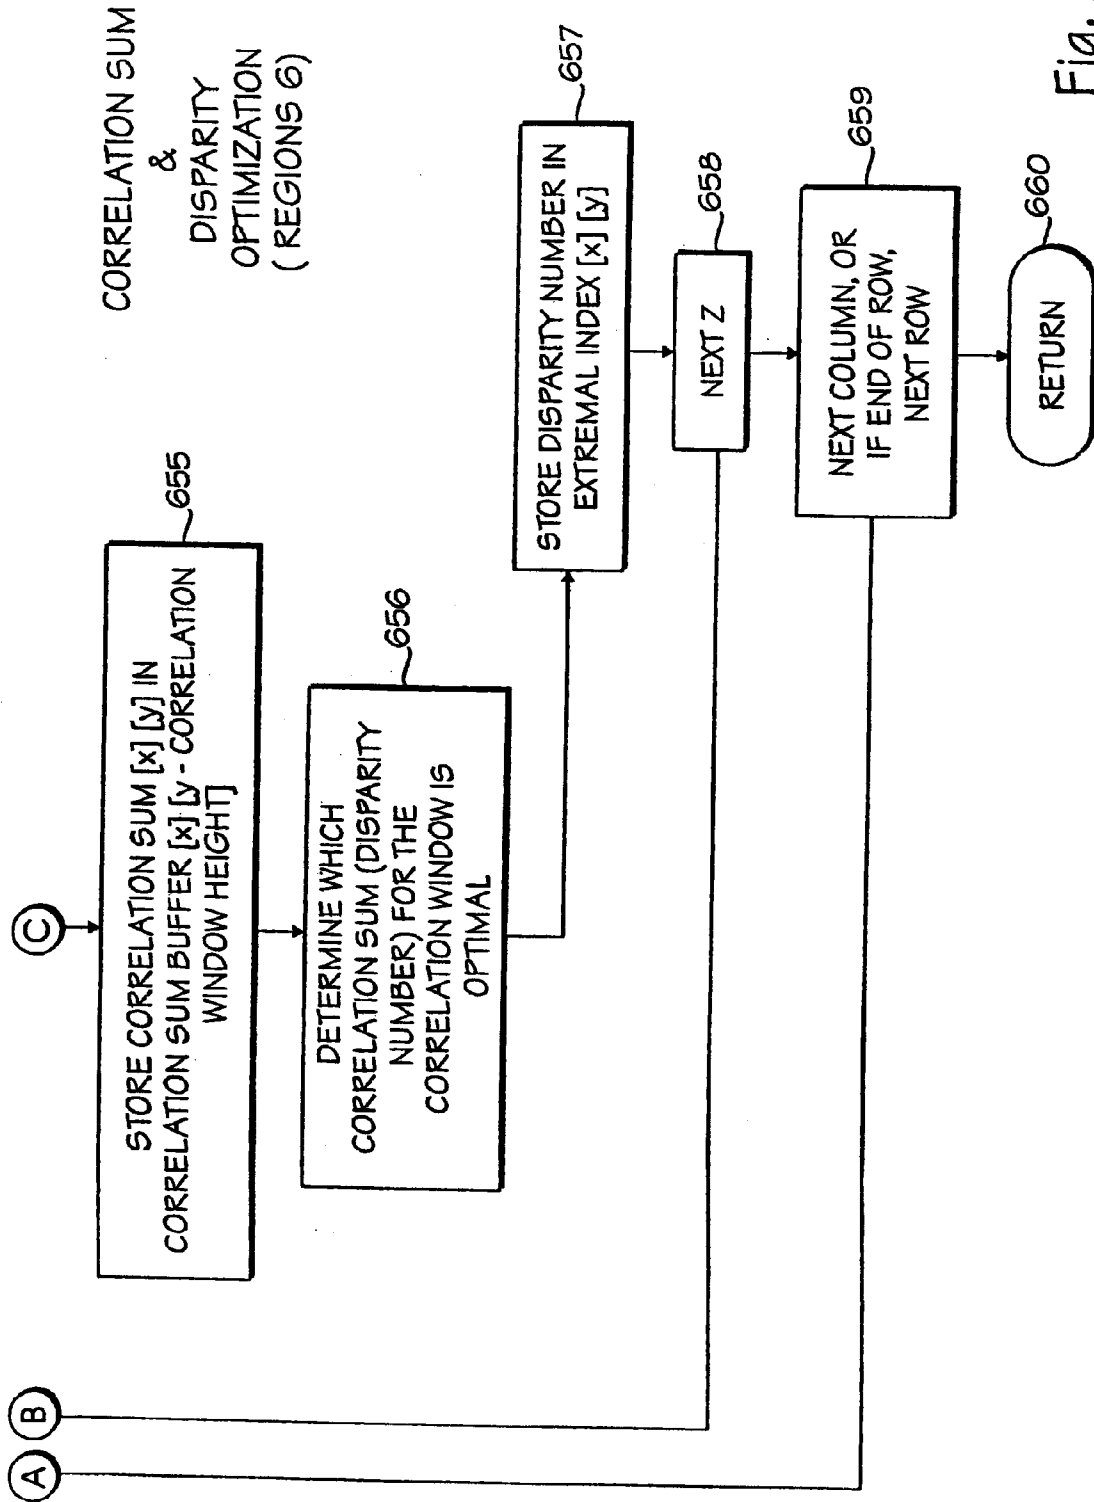 CORRELATION SUM
&
DISPARITY
OPTIMIZATION
(REGIONS 6)
A
B
C
STORE CORRELATION SUM [x] [y] IN
CORRELATION SUM BUFFER [x] [y - CORRELATION
WINDOW HEIGHT]
655
DETERMINE WHICH
CORRELATION SUM (DISPARITY
NUMBER) FOR THE
CORRELATION WINDOW IS
OPTIMAL
656
STORE DISPARITY NUMBER IN
EXTREMAL INDEX [x] [y]
657
NEXT Z
658
NEXT COLUMN, OR
IF END OF ROW,
NEXT ROW
659
RETURN
660
Fig.